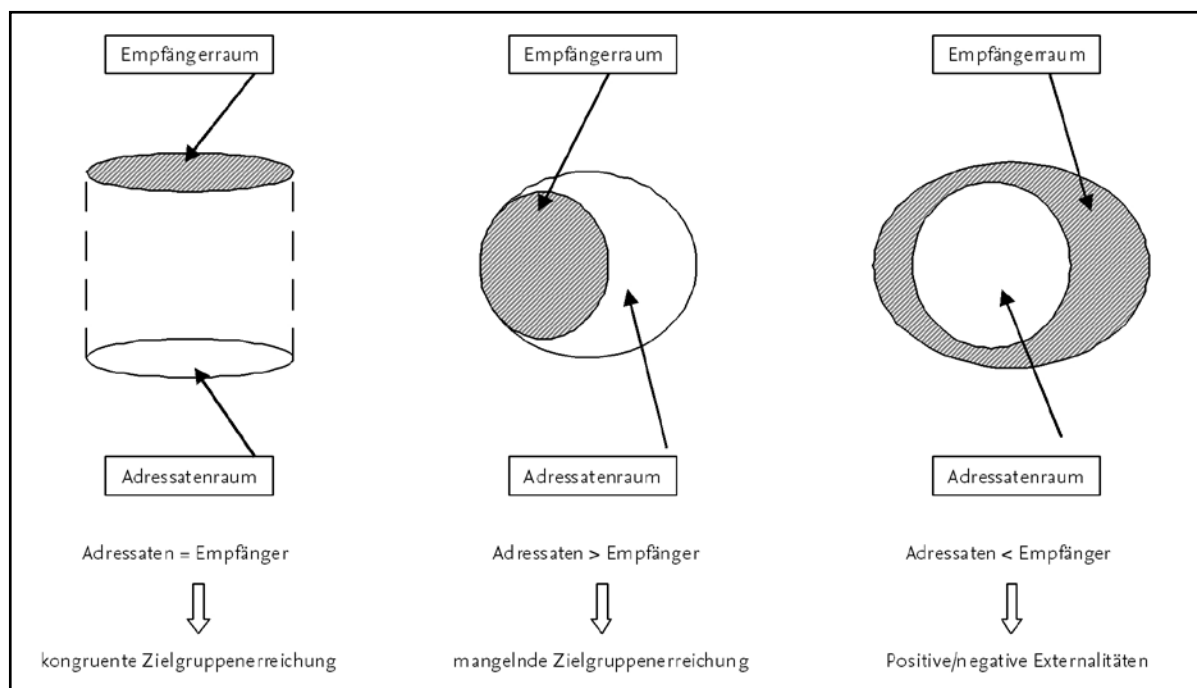 Empfängerraum
Empfängerraum
Empfängerraum
Adressatenraum
Adressatenraum
Adressatenraum
Adressaten = Empfänger
Adressaten > Empfänger
Adressaten < Empfänger
kongruente Zielgruppenerreichung
mangelnde Zielgruppenerreichung
Positive/negative Externalitäten